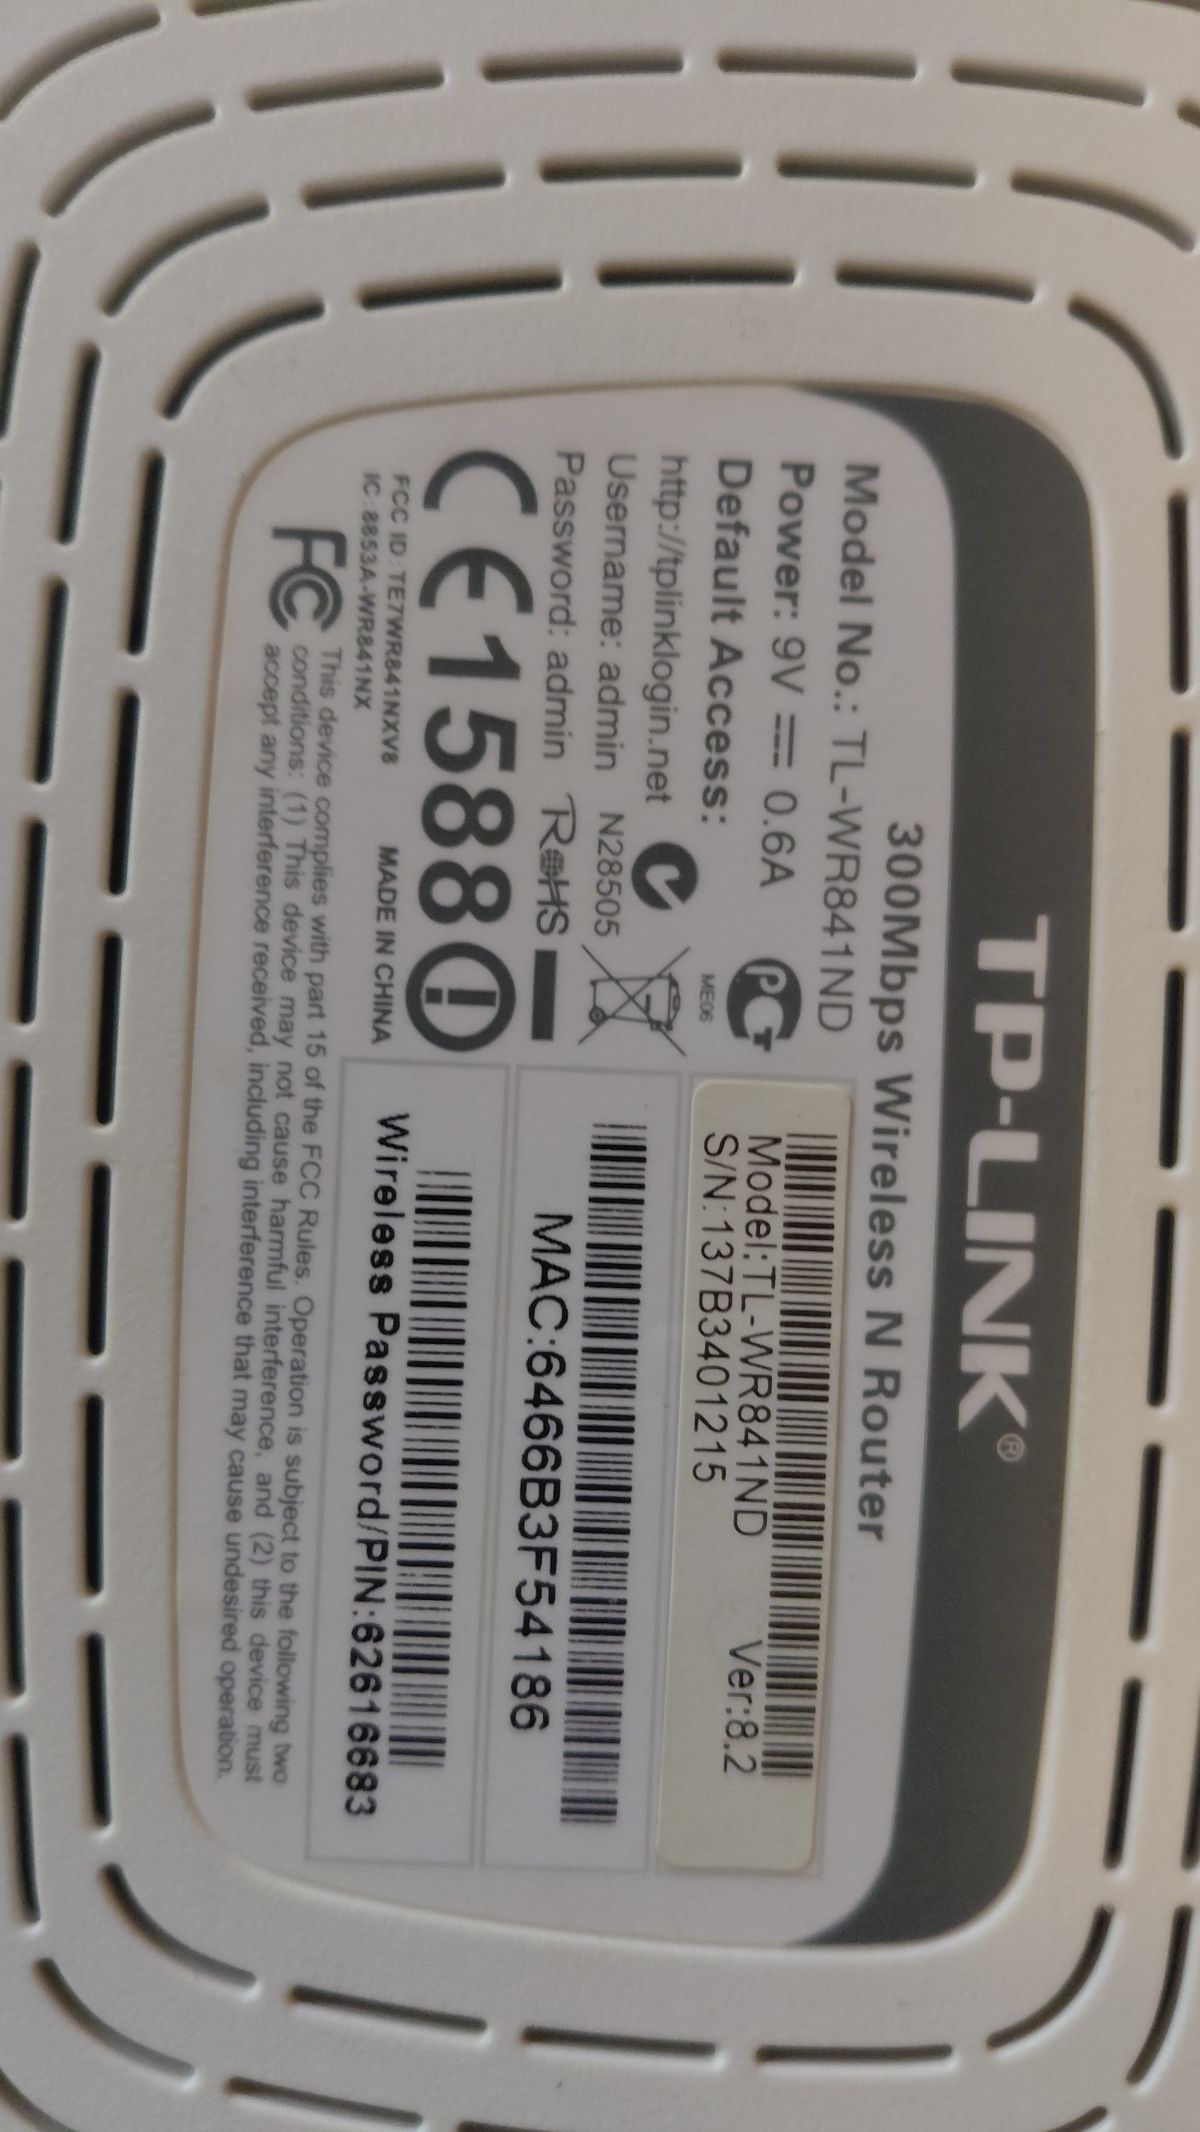 TP-LINK®
300Mbps Wireless N Router
Model No.: TL-WR841ND
Power: 9V 0.6A
Default Access:
http://tplinklogin.net
Username: admin
Password: admin
PCT
ME06
N28505
RoHS
CE1588
FCC ID: TE7WR841NXV8
IC: 8853A-WR841NX
MADE IN CHINA
Model:TL-WR841ND Ver:8.2
S/N:137B3401215
MAC:6466B3F54186
Wireless Password/PIN:62616683
FC This device complies with part 15 of the FCC Rules. Operation is subject to the following two
conditions: (1) This device may not cause harmful interference, and (2) this device must
accept any interference received, including interference that may cause undesired operation.